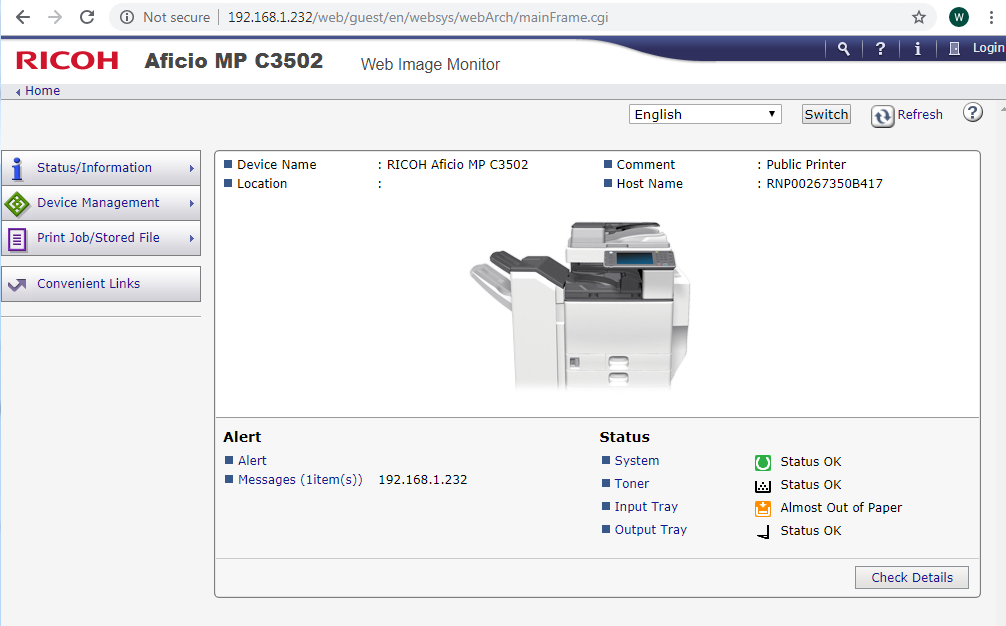 Not secure | 192.168.1.232/web/guest/en/websys/webArch/mainFrame.cgi W
RICOH Aficio MP C3502 Web Image Monitor ? i Login
Home
English Switch Refresh ?
Status/Information
Device Management
Print Job/Stored File
Convenient Links
Device Name : RICOH Aficio MP C3502 Comment : Public Printer
Location : Host Name : RNP00267350B417
Alert Status
Alert System Status OK
Messages (1item(s)) 192.168.1.232 Toner Status OK
Input Tray Almost Out of Paper
Output Tray Status OK
Check Details